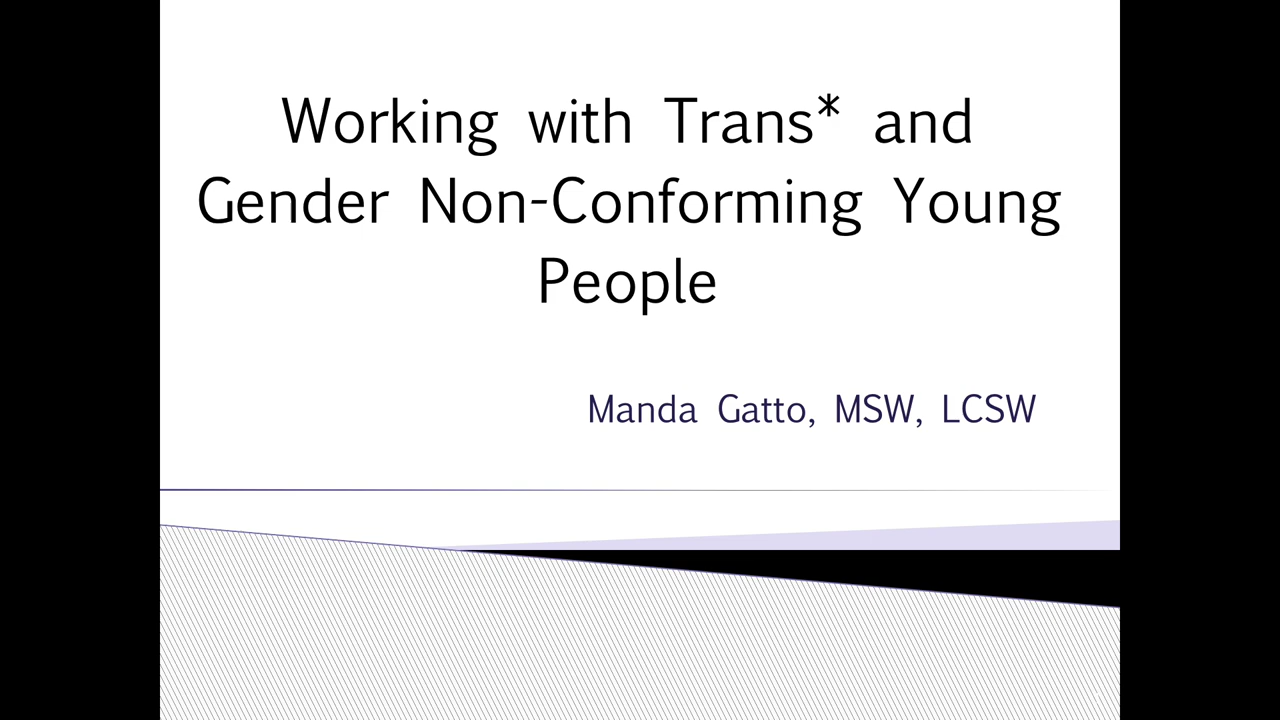 Working with Trans* and
Gender Non-Conforming Young
People
Manda Gatto, MSW, LCSW